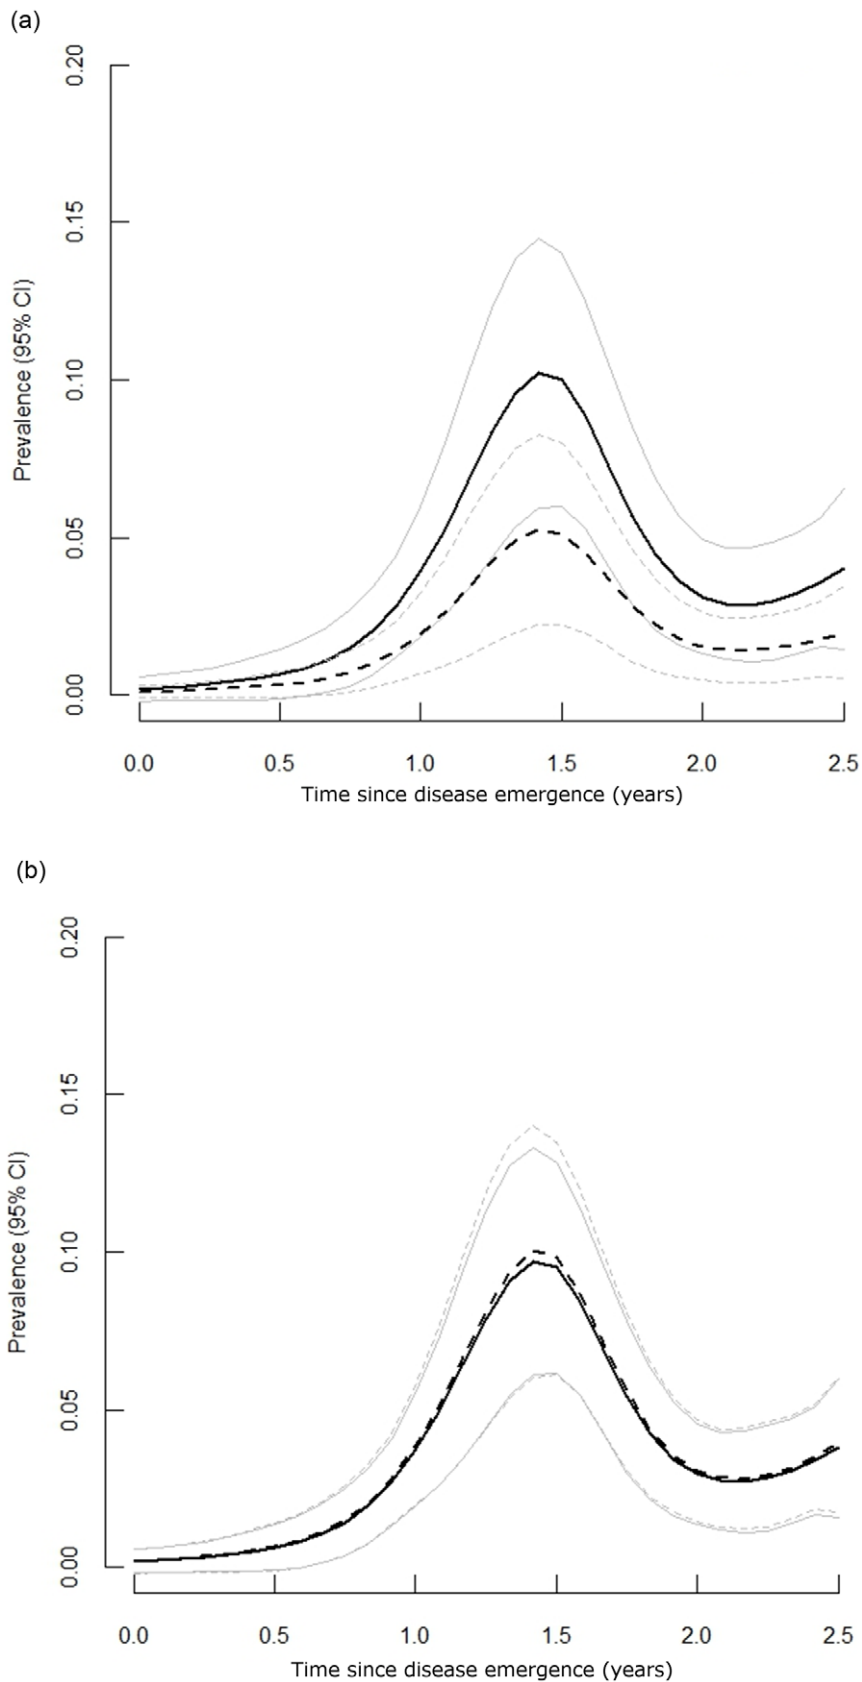 (a)
0.20
0.15
0.10
0.05
0.00
Prevalence (95% CI)
0.0 0.5 1.0 1.5 2.0 2.5
Time since disease emergence (years)
(b)
0.20
0.15
0.10
0.05
0.00
Prevalence (95% CI)
0.0 0.5 1.0 1.5 2.0 2.5
Time since disease emergence (years)